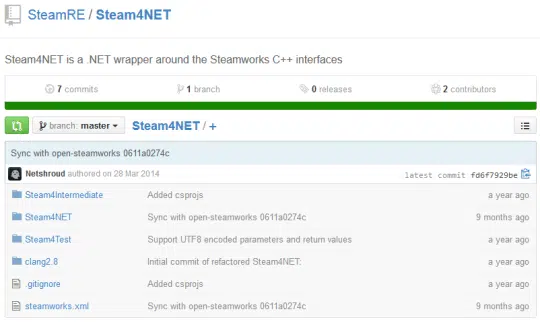 SteamRE / Steam4NET
Steam4NET is a .NET wrapper around the Steamworks C++ interfaces
7 commits 1 branch 0 releases 2 contributors
branch: master Steam4NET / +
Sync with open-steamworks 0611a0274c
Netshroud authored on 28 Mar 2014 latest commit fd6f7929be
Steam4Intermediate Added csprojs a year ago
Steam4NET Sync with open-steamworks 0611a0274c 9 months ago
Steam4Test Support UTF8 encoded parameters and return values a year ago
clang2.8 Initial commit of refactored Steam4NET: a year ago
.gitignore Added csprojs a year ago
steamworks.xml Sync with open-steamworks 0611a0274c 9 months ago